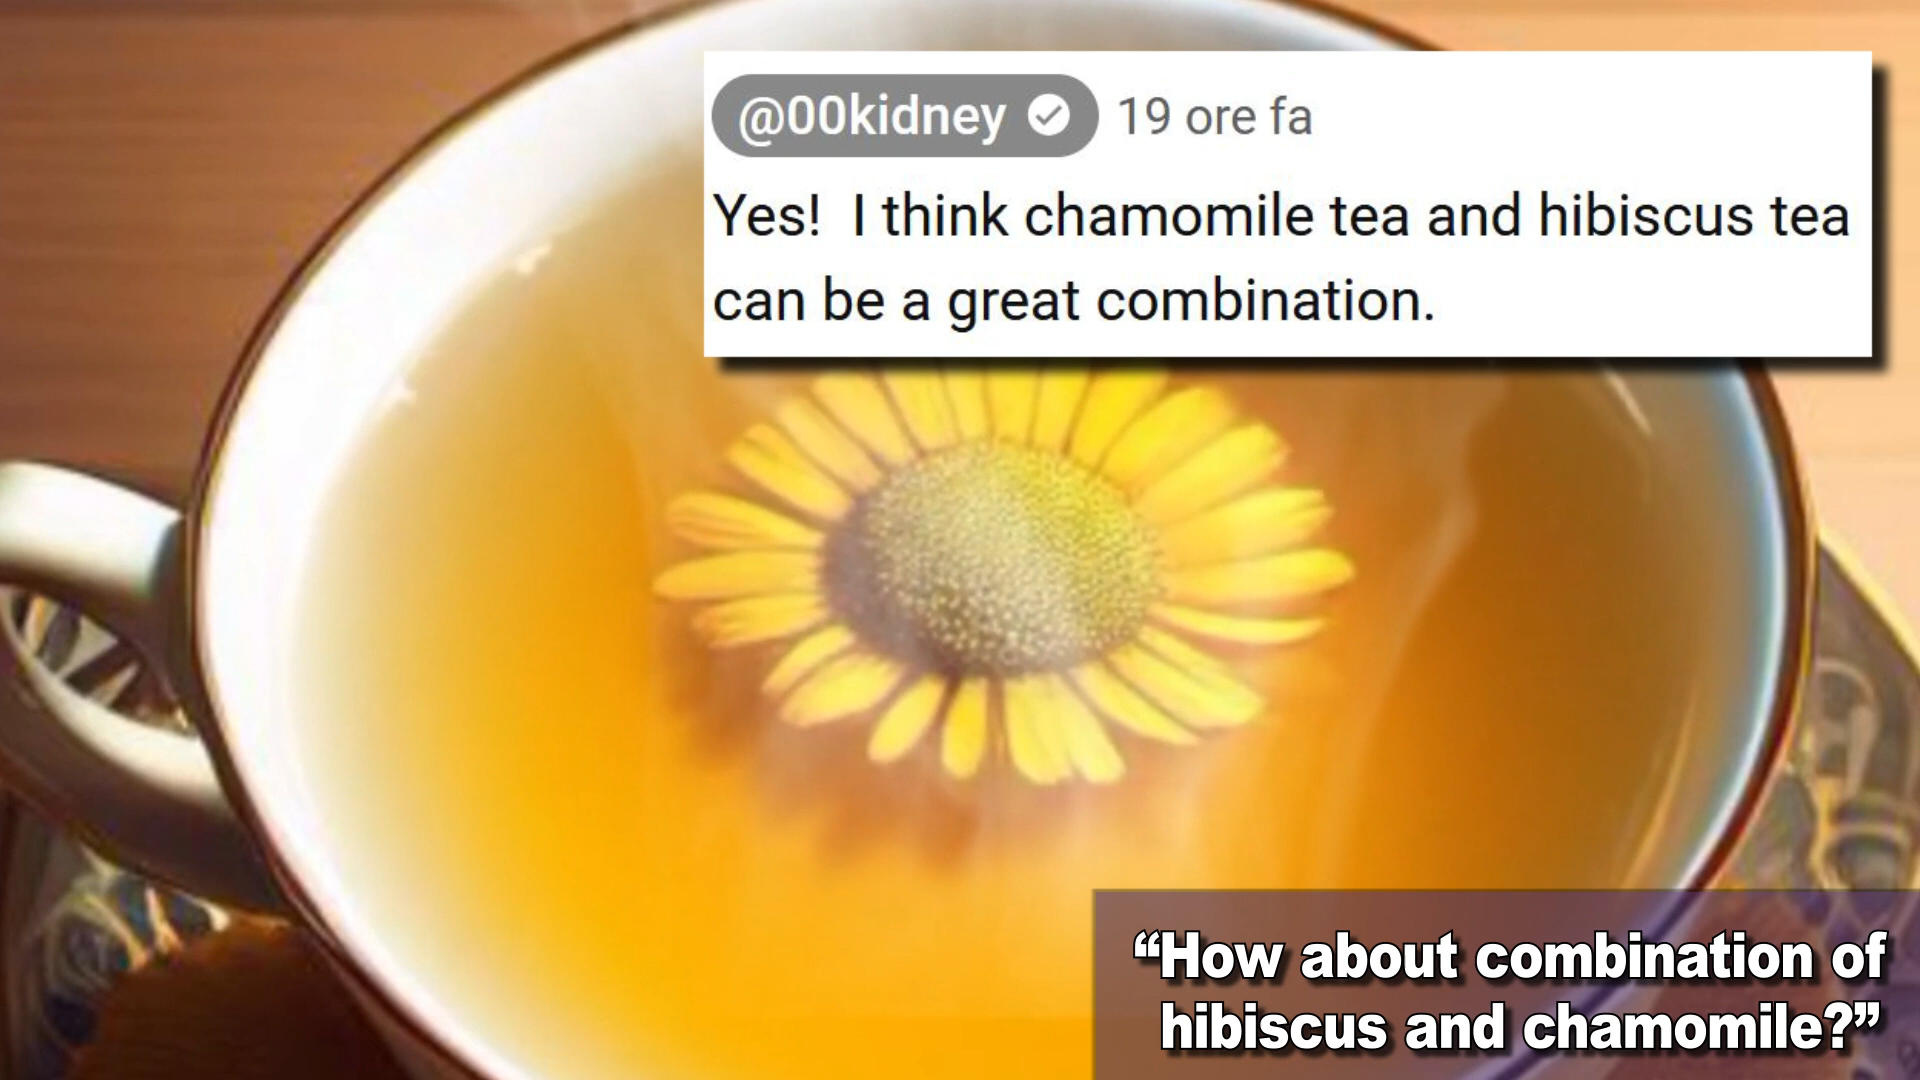 @00kidney 19 ore fa
Yes!  I think chamomile tea and hibiscus tea
can be a great combination.
“How about combination of
hibiscus and chamomile?”